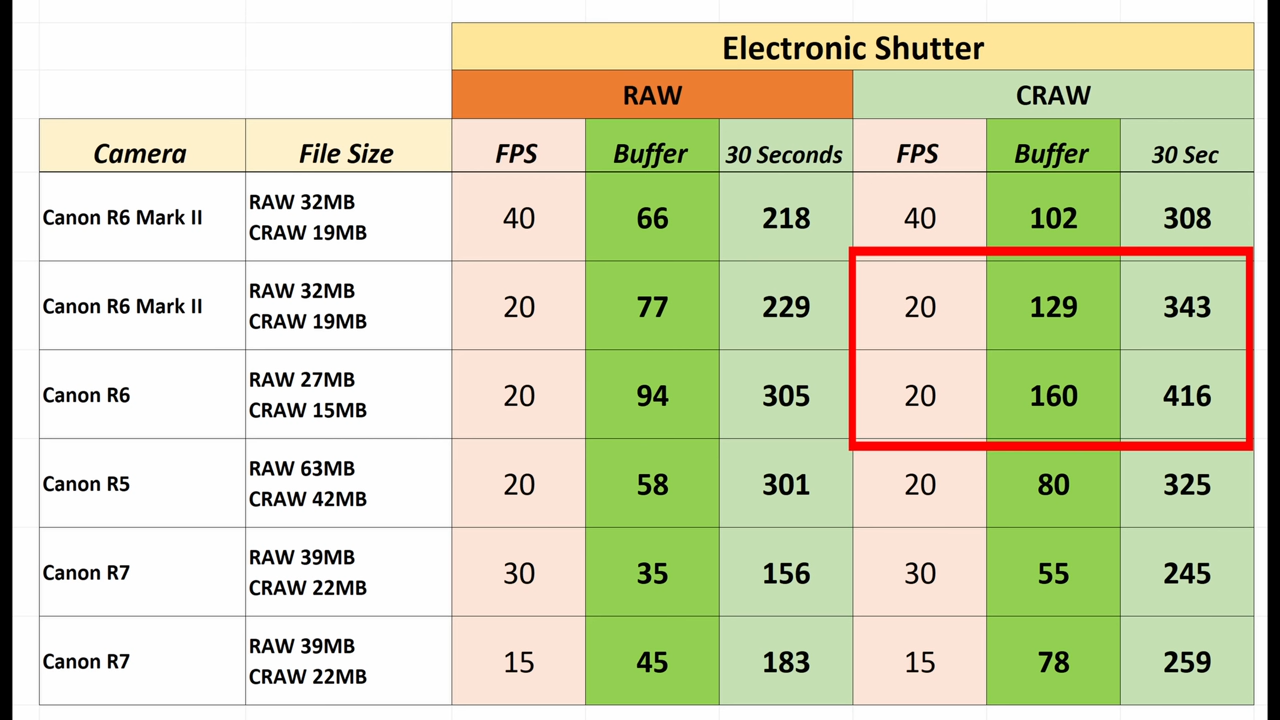 Electronic Shutter
RAW CRAW
Camera File Size FPS Buffer 30 Seconds FPS Buffer 30 Sec
Canon R6 Mark II RAW 32MB 40 66 218 40 102 308
CRAW 19MB
Canon R6 Mark II RAW 32MB 20 77 229 20 129 343
CRAW 19MB
Canon R6 RAW 27MB 20 94 305 20 160 416
CRAW 15MB
Canon R5 RAW 63MB 20 58 301 20 80 325
CRAW 42MB
Canon R7 RAW 39MB 30 35 156 30 55 245
CRAW 22MB
Canon R7 RAW 39MB 15 45 183 15 78 259
CRAW 22MB